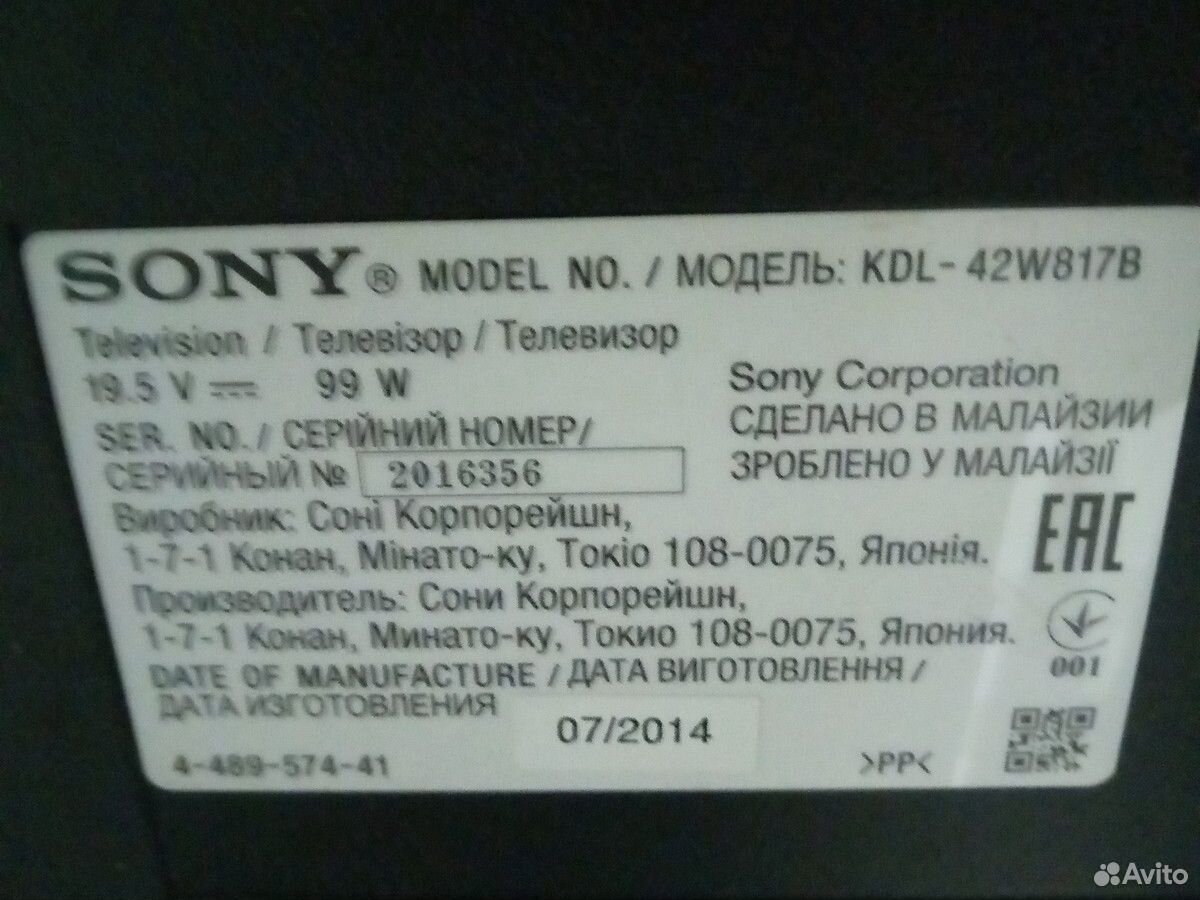 SONY® MODEL NO. / МОДЕЛЬ: KDL-42W817B
Television / Телевізор / Телевизор
19.5 V 99 W
Sony Corporation
SER. NO. / СЕРІЙНИЙ НОМЕР/
СДЕЛАНО В МАЛАЙЗИИ
СЕРИЙНЫЙ № 2016356
ЗРОБЛЕНО У МАЛАЙЗІЇ
Виробник: Соні Корпорейшн,
1-7-1 Конан, Мінато-ку, Токіо 108-0075, Японія.
EAC
Производитель: Сони Корпорейшн,
1-7-1 Конан, Минато-ку, Токио 108-0075, Япония.
001
DATE OF MANUFACTURE / ДАТА ВИГОТОВЛЕННЯ /
ДАТА ИЗГОТОВЛЕНИЯ
07/2014
4-489-574-41
>PP<
Avito